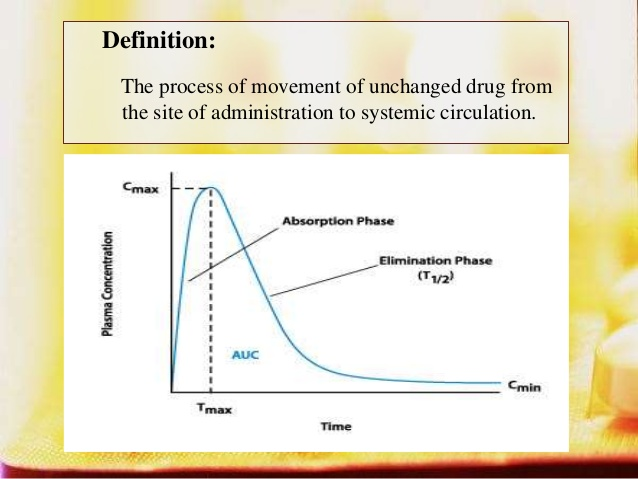 Definition:
The process of movement of unchanged drug from
the site of administration to systemic circulation.
Cmax
Absorption Phase
Elimination Phase
(T1/2)
Plasma Concentration
AUC
Cmin
Tmax
Time